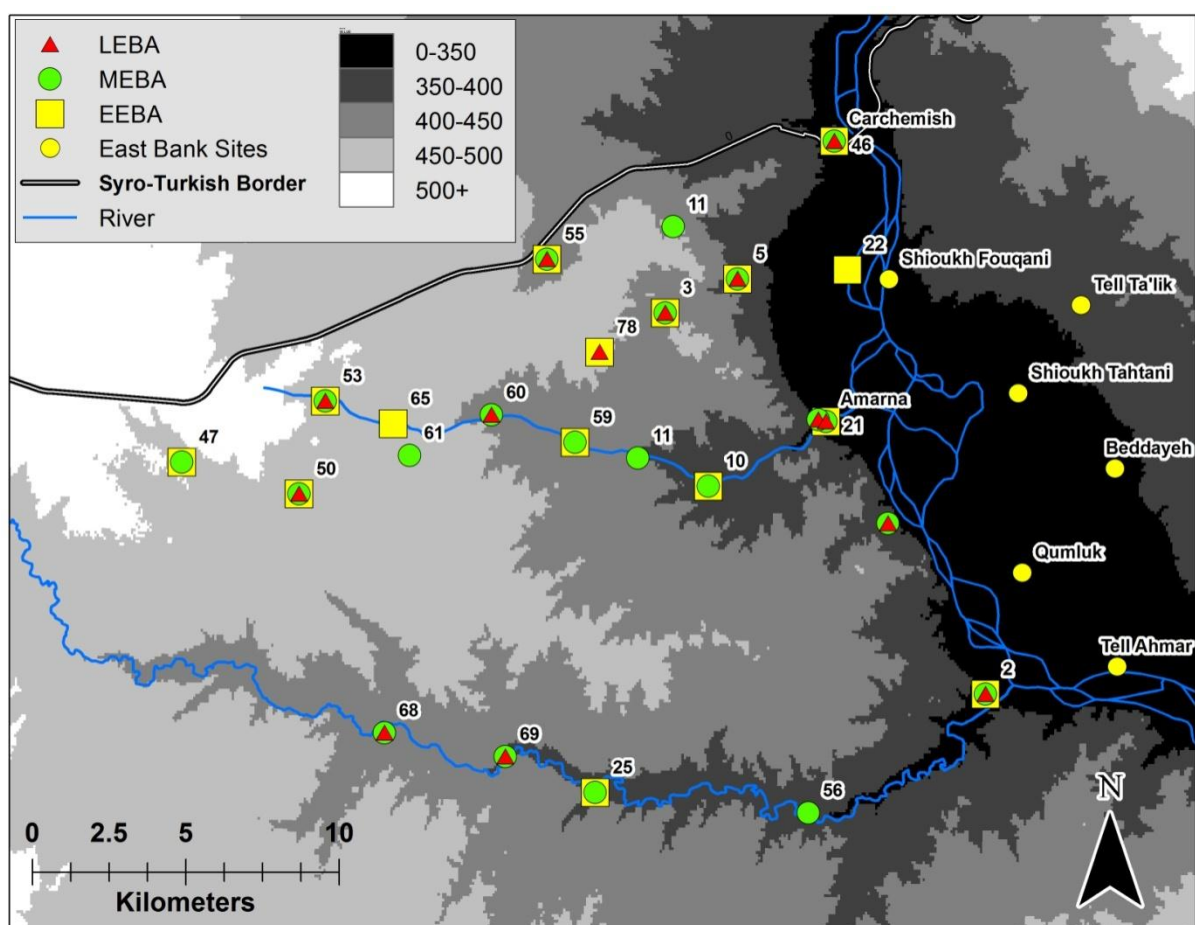 LEBA
MEBA
EEBA
East Bank Sites
Syro-Turkish Border
River
0-350
350-400
400-450
450-500
500+
Carchemish
46
11
55
5
22
Shioukh Fouqani
Tell Ta'lik
3
78
53
65
60
Shioukh Tahtani
Amarna
21
59
61
11
47
10
Beddayeh
50
Qumluk
Tell Ahmar
2
68
69
25
56
N
0 2.5 5 10
Kilometers